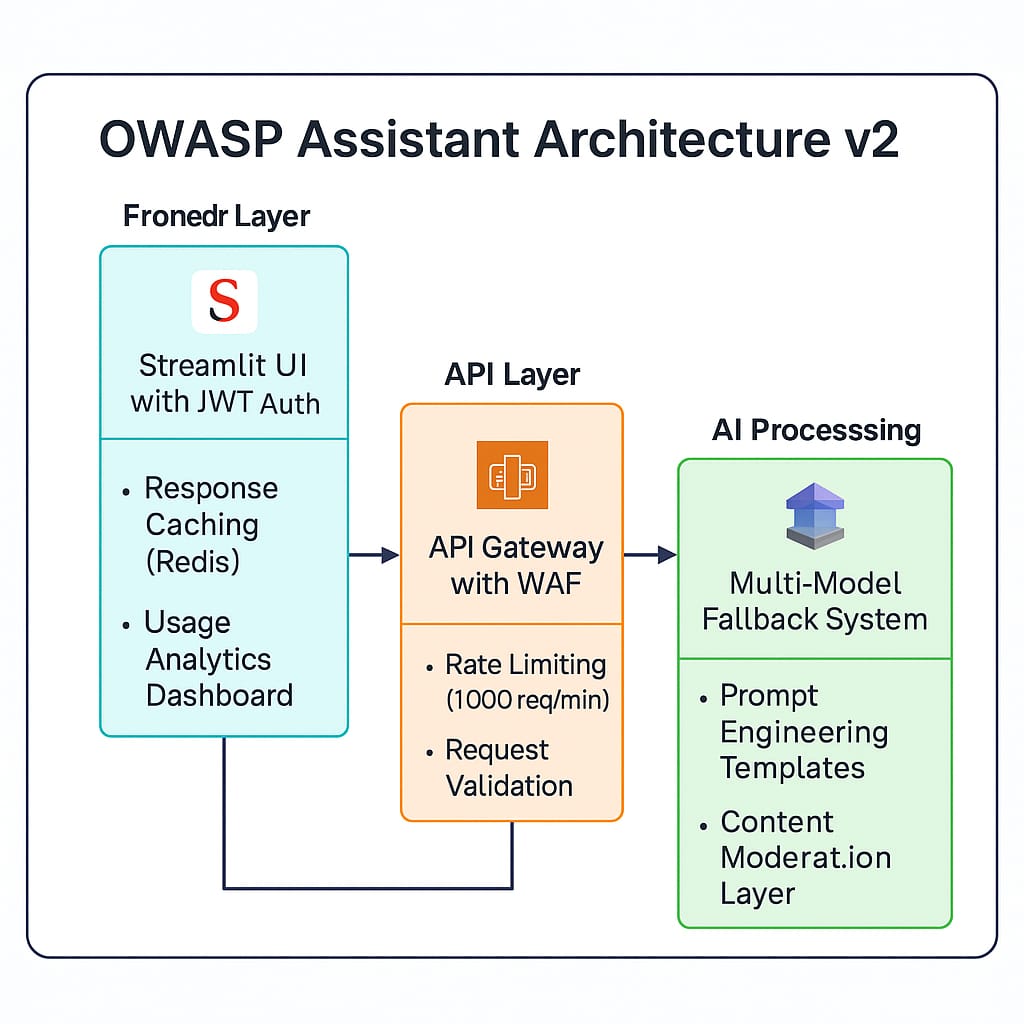 OWASP Assistant Architecture v2
Fronedr Layer
S
Streamlit UI
with JWT Auth
• Response
Caching
(Redis)
• Usage
Analytics
Dashboard
API Layer
API Gateway
with WAF
• Rate Limiting
(1000 req/min)
• Request
Validation
AI Processsing
Multi-Model
Fallback System
• Prompt
Engineering
Templates
• Content
Moderat.ion
Layer